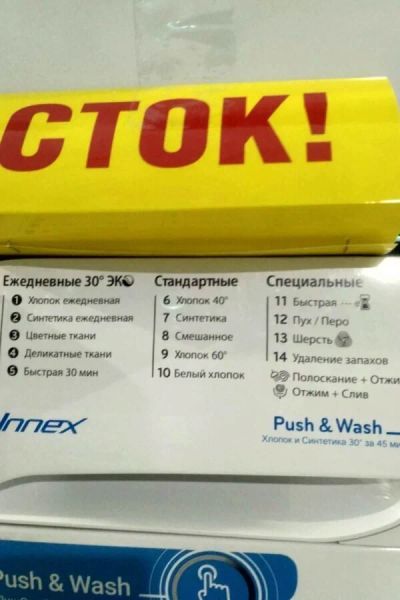 СТОК!
Ежедневные 30° ЭКО
1 Хлопок ежедневная
2 Синтетика ежедневная
3 Цветные ткани
4 Деликатные ткани
5 Быстрая 30 мин
Стандартные
6 Хлопок 40°
7 Синтетика
8 Смешанное
9 Хлопок 60°
10 Белый хлопок
Специальные
11 Быстрая
12 Пух / Перо
13 Шерсть
14 Удаление запахов
Полоскание + Отжи
Отжим + Слив
Innex
Push & Wash
Хлопок и Синтетика 30° за 45 ми
Push & Wash